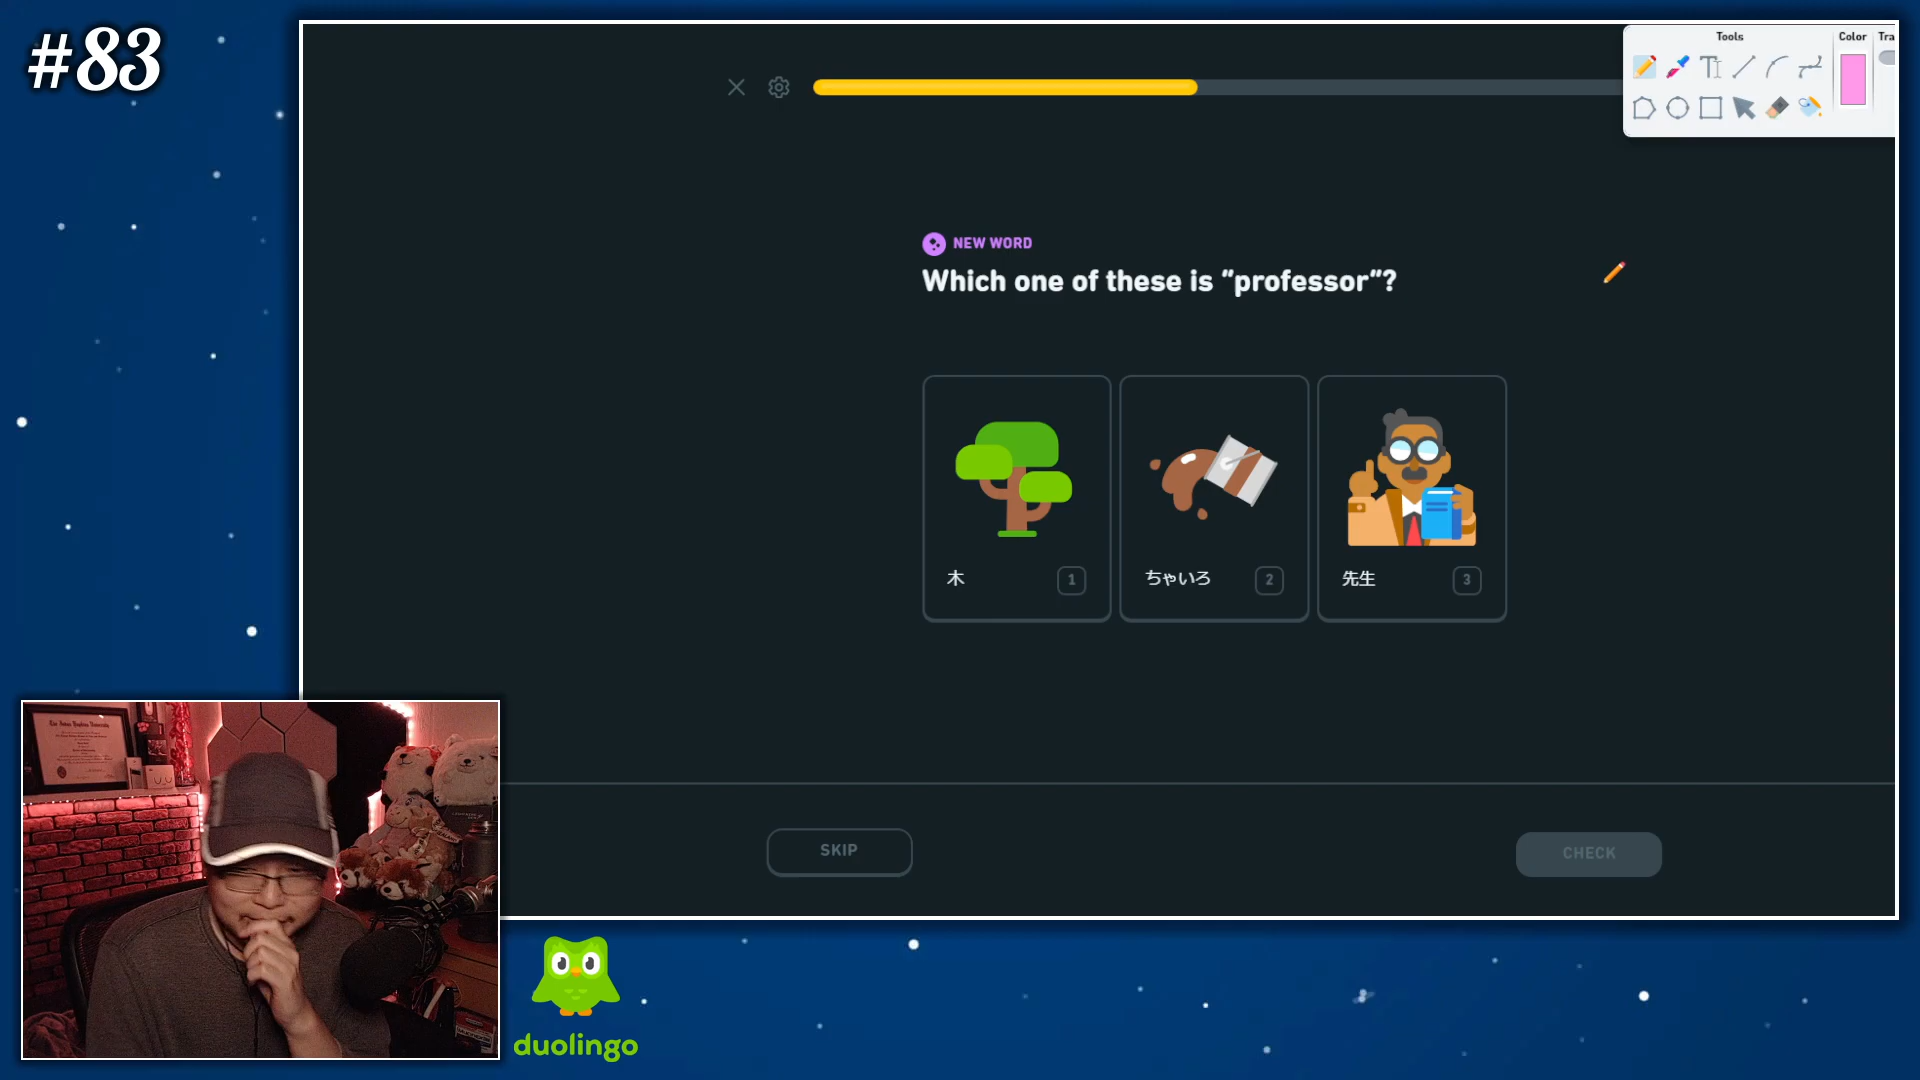 #83
Tools
Color
Tra
NEW WORD
Which one of these is “professor”?
木
1
ちゃいろ
2
先生
3
SKIP
CHECK
duolingo